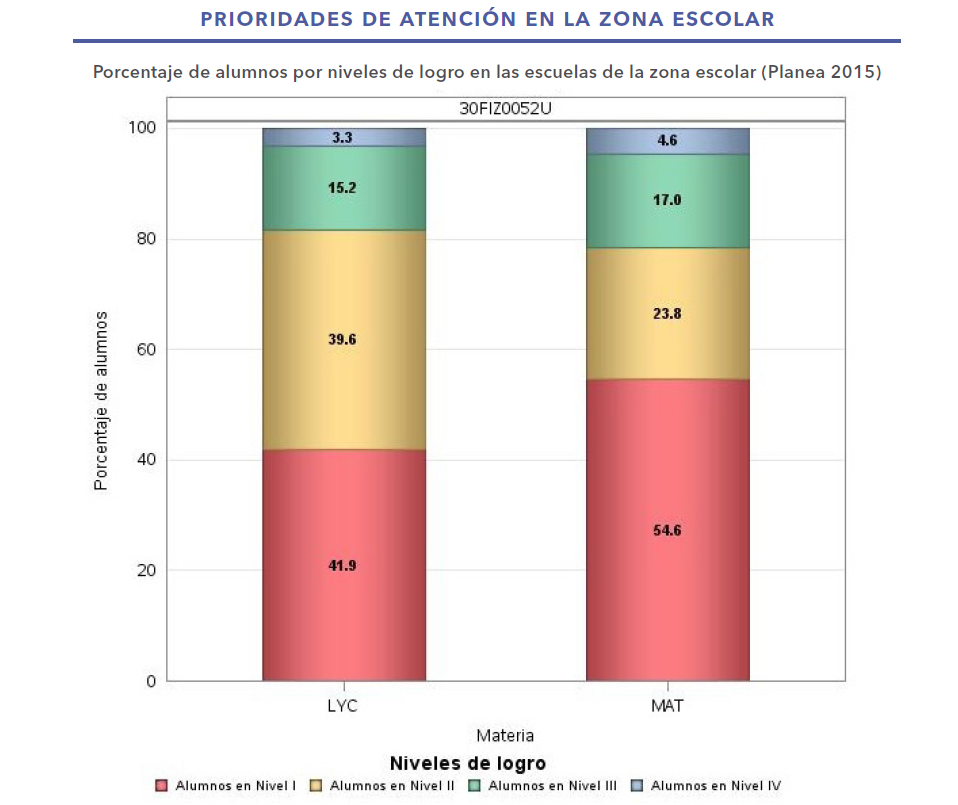 PRIORIDADES DE ATENCIÓN EN LA ZONA ESCOLAR
Porcentaje de alumnos por niveles de logro en las escuelas de la zona escolar (Planea 2015)
30FIZ0052U
100
80
60
40
20
0
Porcentaje de alumnos
3.3
15.2
39.6
41.9
4.6
17.0
23.8
54.6
LYC
MAT
Materia
Niveles de logro
Alumnos en Nivel I Alumnos en Nivel II Alumnos en Nivel III Alumnos en Nivel IV